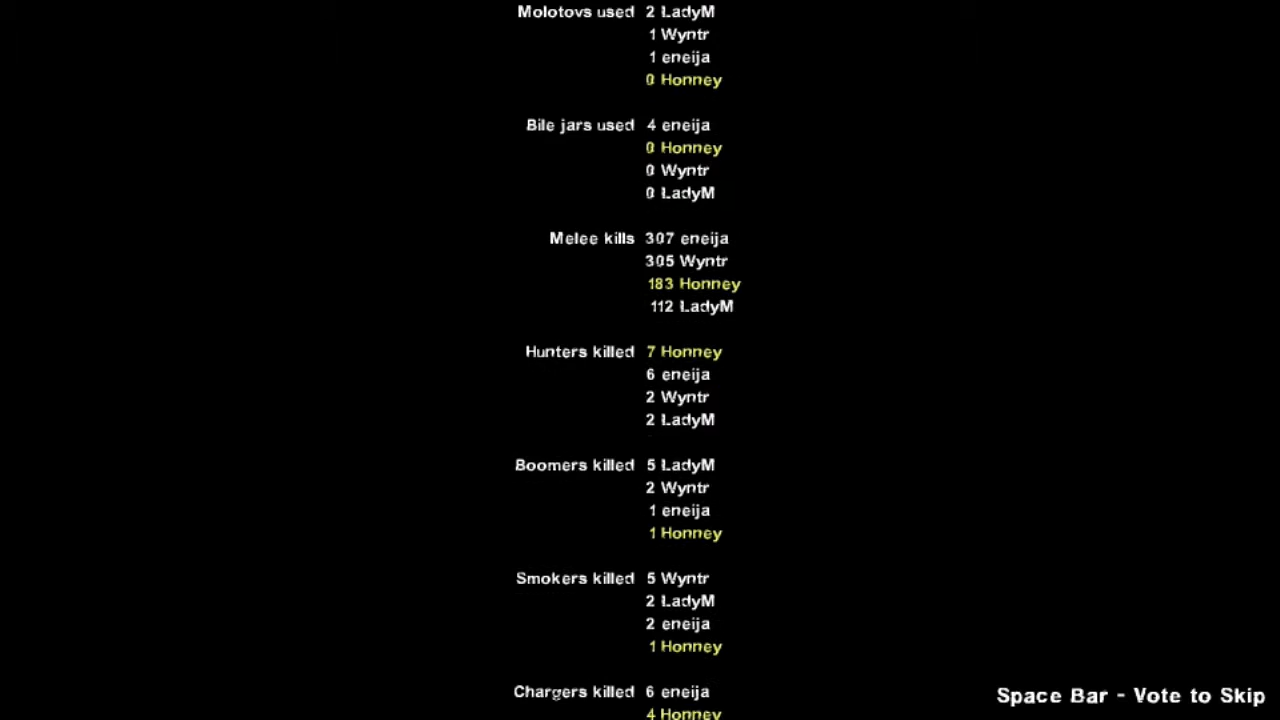 Molotovs used 2 LadyM
1 Wyntr
1 eneija
0 Honney
Bile jars used 4 eneija
0 Honney
0 Wyntr
0 LadyM
Melee kills 307 eneija
305 Wyntr
183 Honney
112 LadyM
Hunters killed 7 Honney
6 eneija
2 Wyntr
2 LadyM
Boomers killed 5 LadyM
2 Wyntr
1 eneija
1 Honney
Smokers killed 5 Wyntr
2 LadyM
2 eneija
1 Honney
Chargers killed 6 eneija
4 Honney
Space Bar - Vote to Skip